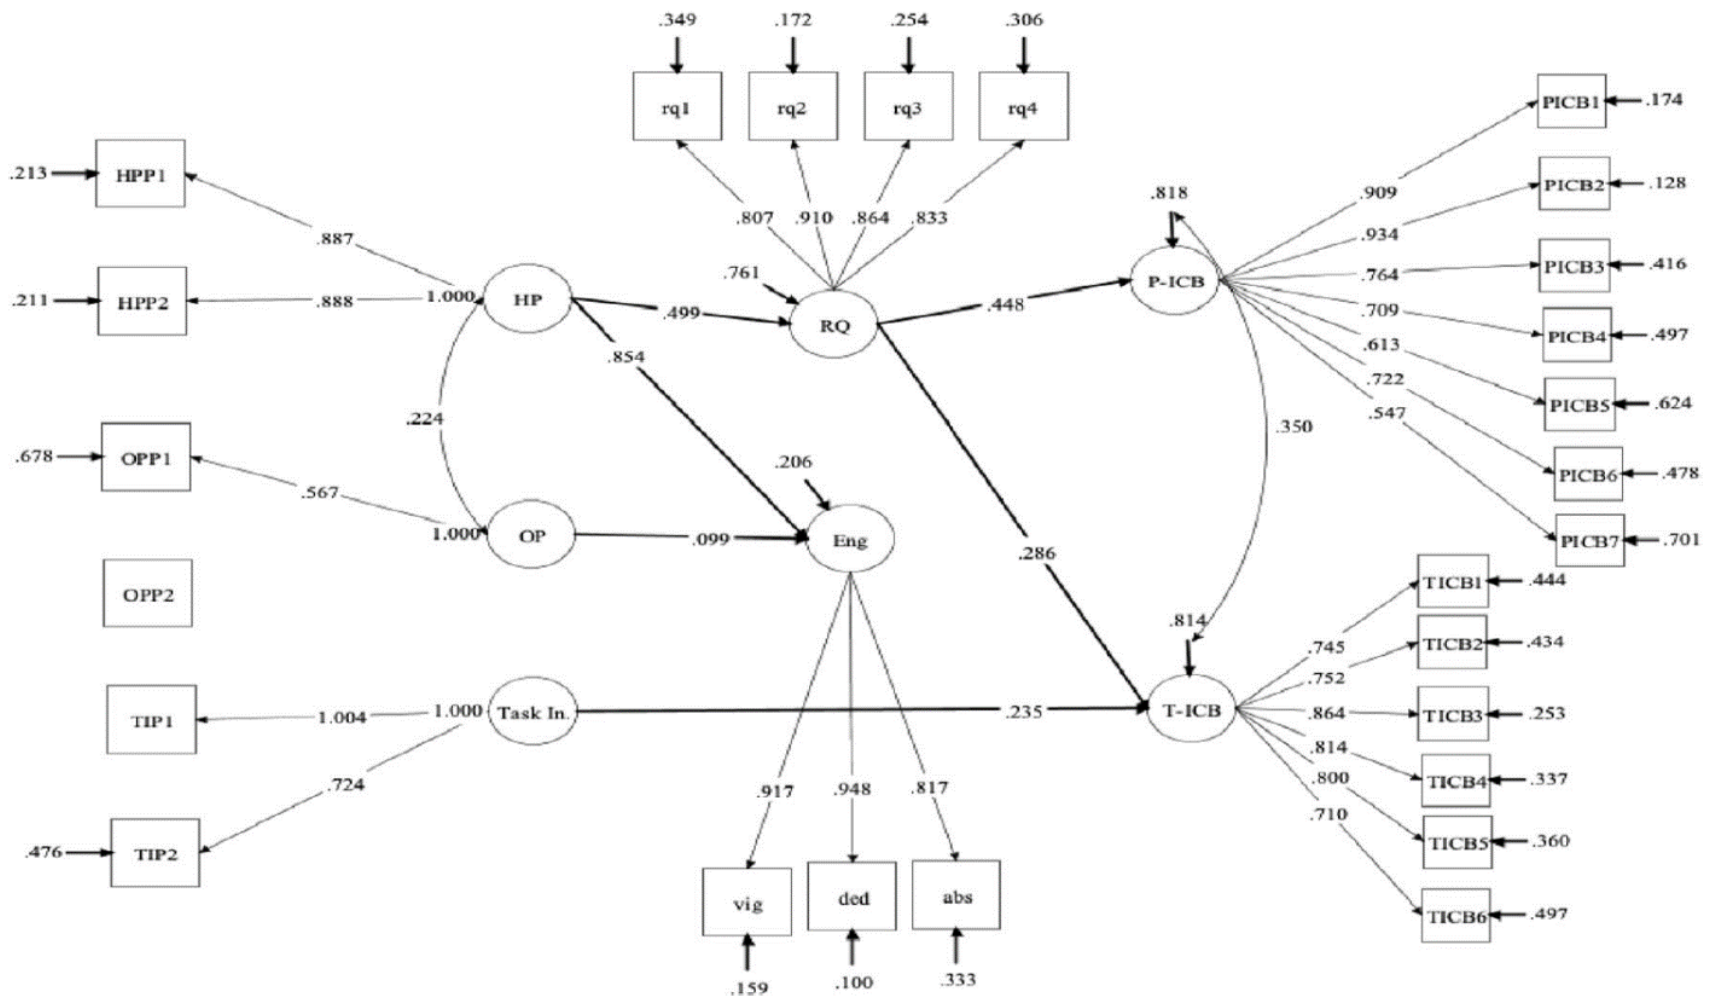 .349 .172 .254 .306
rq1 rq2 rq3 rq4
.807 .910 .864 .833
.213 HPP1
.887
.211 HPP2
.888
1.000 HP
.499
.854
.761
RQ
.448
.818
P-ICB
.909
.934
.764
.709
.613
.722
.547
PICB1 .174
PICB2 .128
PICB3 .416
PICB4 .497
PICB5 .624
PICB6 .478
PICB7 .701
.224
.350
.678 OPP1
.567
1.000 OP
.099
.206
Eng
.286
OPP2
TIP1
1.004
1.000 Task In.
.235
.724
.476 TIP2
.814
T-ICB
.745
.752
.864
.814
.800
.710
TICB1 .444
TICB2 .434
TICB3 .253
TICB4 .337
TICB5 .360
TICB6 .497
.917 .948 .817
vig ded abs
.159 .100 .333